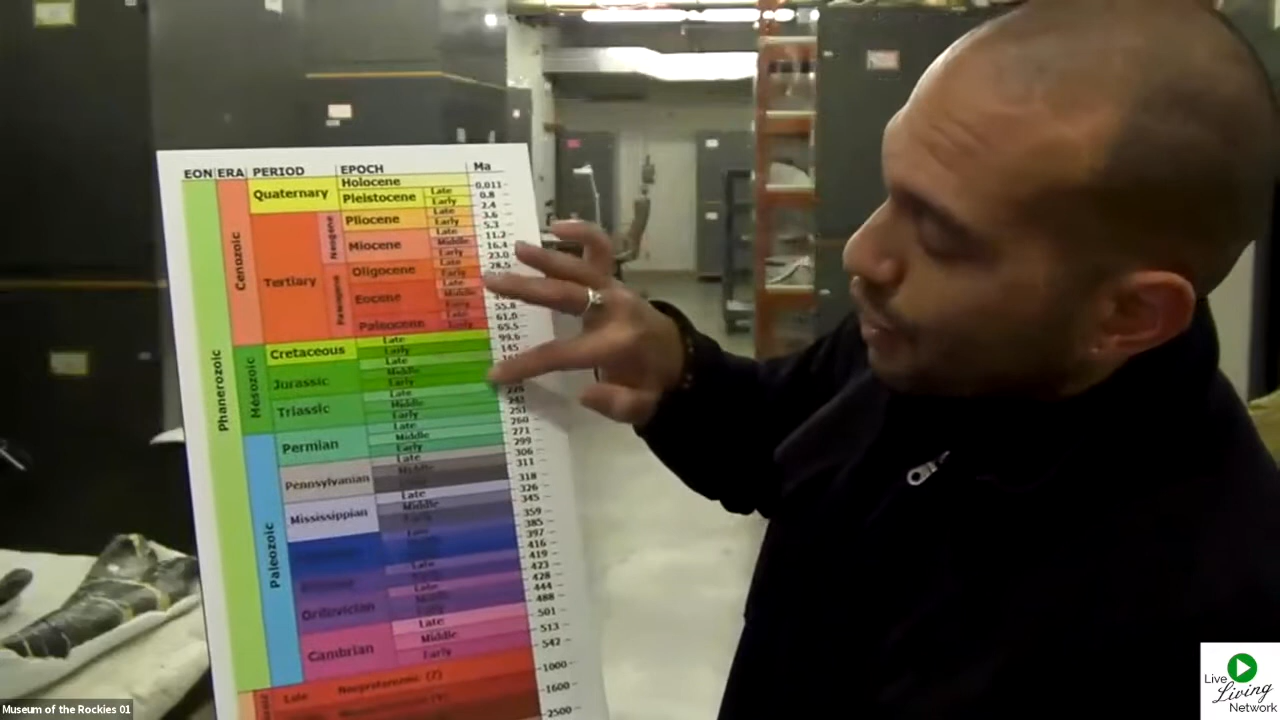 EON ERA PERIOD EPOCH Ma
Phanerozoic
Cenozoic
Quaternary
Holocene
0.011
Pleistocene
Late
0.8
Early
2.4
Tertiary
Neogene
Pliocene
Late
3.6
Early
5.3
Miocene
Late
11.2
Middle
16.4
Early
23.0
Paleogene
Oligocene
Late
28.5
Early
Eocene
Late
Middle
Early
55.8
Paleocene
Late
61.0
Early
65.5
Mesozoic
Cretaceous
Late
99.6
Early
145
Jurassic
Late
Middle
Early
Triassic
Late
Middle
Early
251
Paleozoic
Permian
Late
260
Middle
271
Early
299
Pennsylvanian
Late
306
Middle
311
318
Mississippian
Late
326
Middle
345
Early
359
385
397
416
419
423
428
Ordovician
Late
444
Middle
488
Cambrian
Late
501
Middle
513
Early
542
Late
Neoproterozoic (Z)
1000
1600
2500
Museum of the Rockies 01
Live
Living
Network